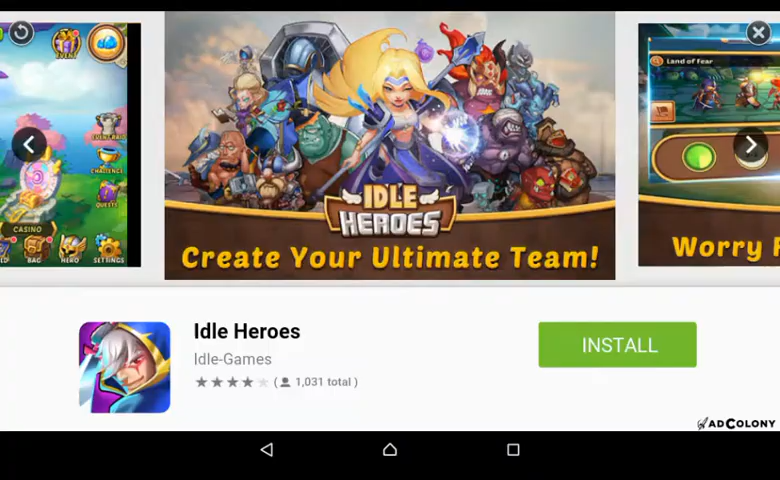 EVENT
EVENT RAID
CHALLENGE
QUESTS
CASINO
LD
BAG
HERO
SETTINGS
IDLE
HEROES
Create Your Ultimate Team!
Land of Fear
Worry F
Idle Heroes
Idle-Games
( 1,031 total )
INSTALL
ADCOLONY